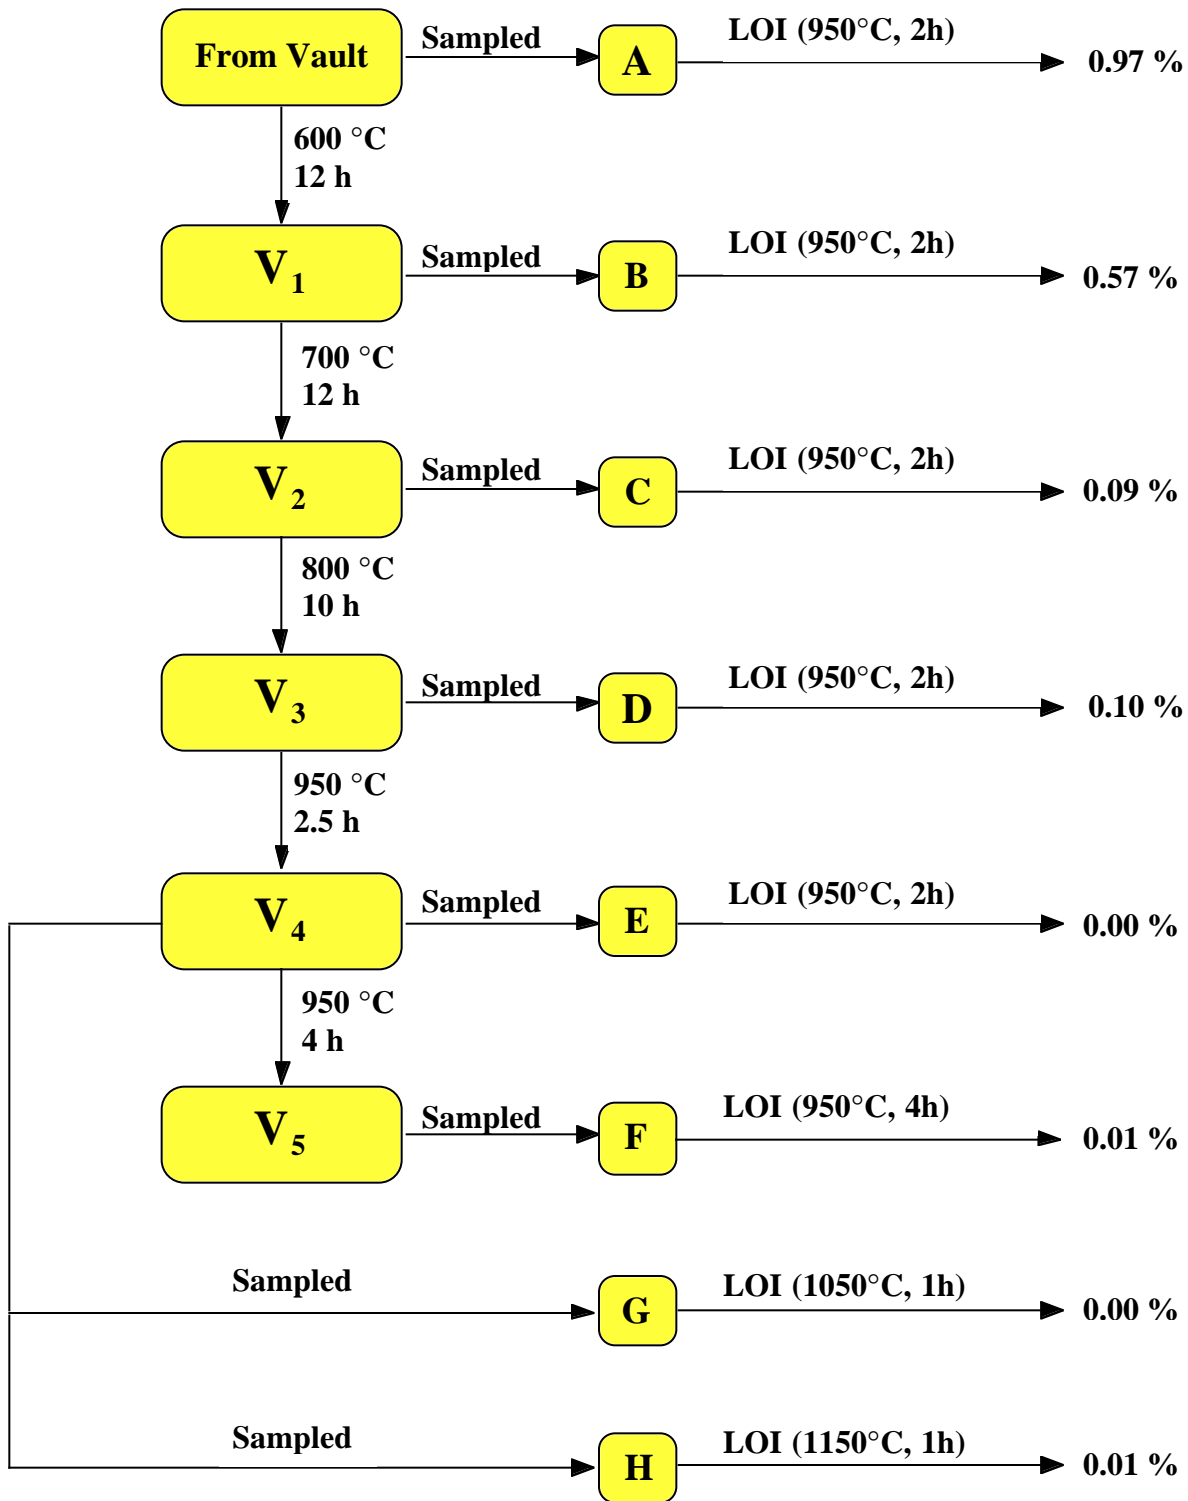 From Vault
Sampled
A
LOI (950°C, 2h)
0.97 %
600 °C
12 h
V1
Sampled
B
LOI (950°C, 2h)
0.57 %
700 °C
12 h
V2
Sampled
C
LOI (950°C, 2h)
0.09 %
800 °C
10 h
V3
Sampled
D
LOI (950°C, 2h)
0.10 %
950 °C
2.5 h
V4
Sampled
E
LOI (950°C, 2h)
0.00 %
950 °C
4 h
V5
Sampled
F
LOI (950°C, 4h)
0.01 %
Sampled
G
LOI (1050°C, 1h)
0.00 %
Sampled
H
LOI (1150°C, 1h)
0.01 %